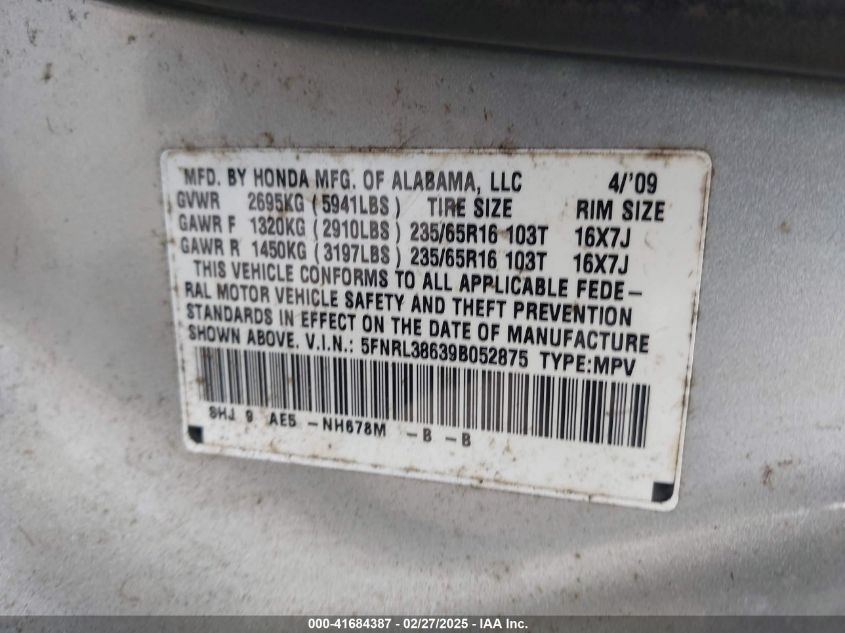 MFD. BY HONDA MFG. OF ALABAMA, LLC 4/'09
GVWR 2695KG (5941LBS) TIRE SIZE RIM SIZE
GAWR F 1320KG (2910LBS) 235/65R16 103T 16X7J
GAWR R 1450KG (3197LBS) 235/65R16 103T 16X7J
THIS VEHICLE CONFORMS TO ALL APPLICABLE FEDE-
RAL MOTOR VEHICLE SAFETY AND THEFT PREVENTION
STANDARDS IN EFFECT ON THE DATE OF MANUFACTURE
SHOWN ABOVE. V.I.N.: 5FNRL38639B052875 TYPE:MPV
SHJ 9 AE5 -NH678M -B -B
000-41684387 - 02/27/2025 - IAA Inc.